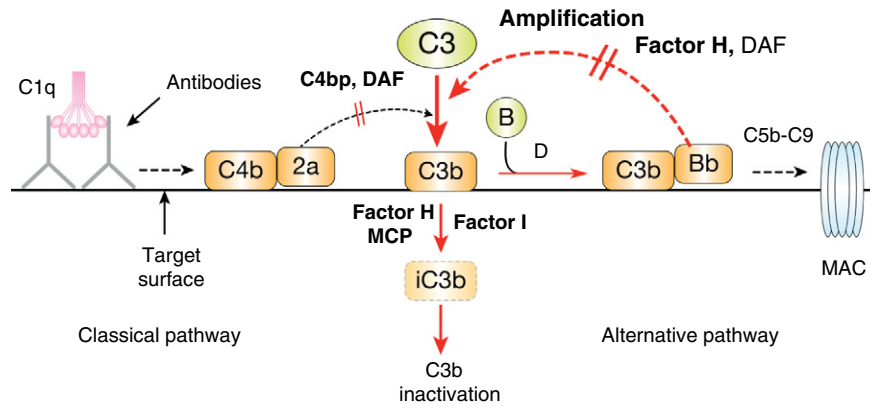 Amplification
C3
Factor H, DAF
C4bp, DAF
C1q
Antibodies
B
D
C5b-C9
C4b
2a
C3b
C3b
Bb
Factor H
MCP
Factor I
Target
surface
iC3b
MAC
Classical pathway
Alternative pathway
C3b
inactivation